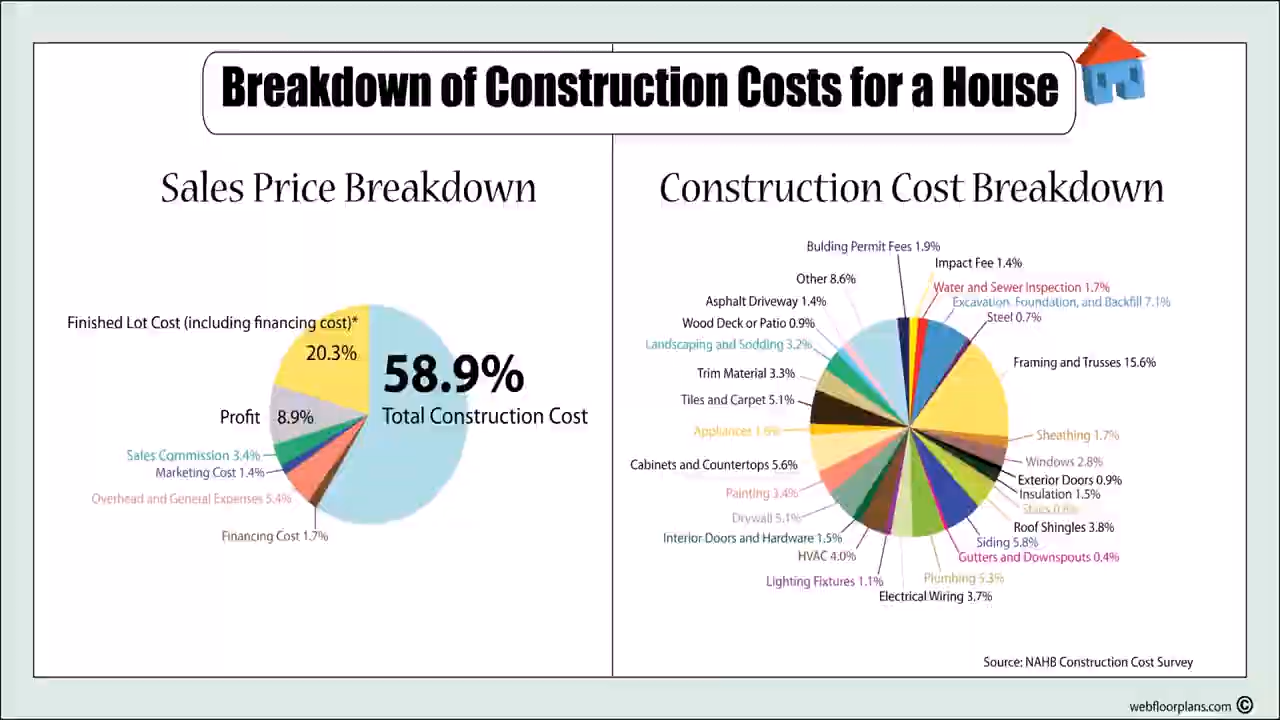 Breakdown of Construction Costs for a House
Sales Price Breakdown
Finished Lot Cost (including financing cost)*
20.3%
58.9%
Total Construction Cost
Profit 8.9%
Sales Commission 3.4%
Marketing Cost 1.4%
Overhead and General Expenses 5.4%
Financing Cost 1.7%
Construction Cost Breakdown
Bulding Permit Fees 1.9%
Impact Fee 1.4%
Water and Sewer Inspection 1.7%
Excavation, Foundation, and Backfill 7.1%
Steel 0.7%
Framing and Trusses 15.6%
Sheathing 1.7%
Windows 2.8%
Exterior Doors 0.9%
Insulation 1.5%
Stairs 0.8%
Roof Shingles 3.8%
Siding 5.8%
Gutters and Downspouts 0.4%
Plumbing 5.3%
Electrical Wiring 3.7%
Lighting Fixtures 1.1%
HVAC 4.0%
Interior Doors and Hardware 1.5%
Drywall 5.1%
Painting 3.4%
Cabinets and Countertops 5.6%
Appliances 1.6%
Tiles and Carpet 5.1%
Trim Material 3.3%
Landscaping and Sodding 3.2%
Wood Deck or Patio 0.9%
Asphalt Driveway 1.4%
Other 8.6%
Source: NAHB Construction Cost Survey
webfloorplans.com ©